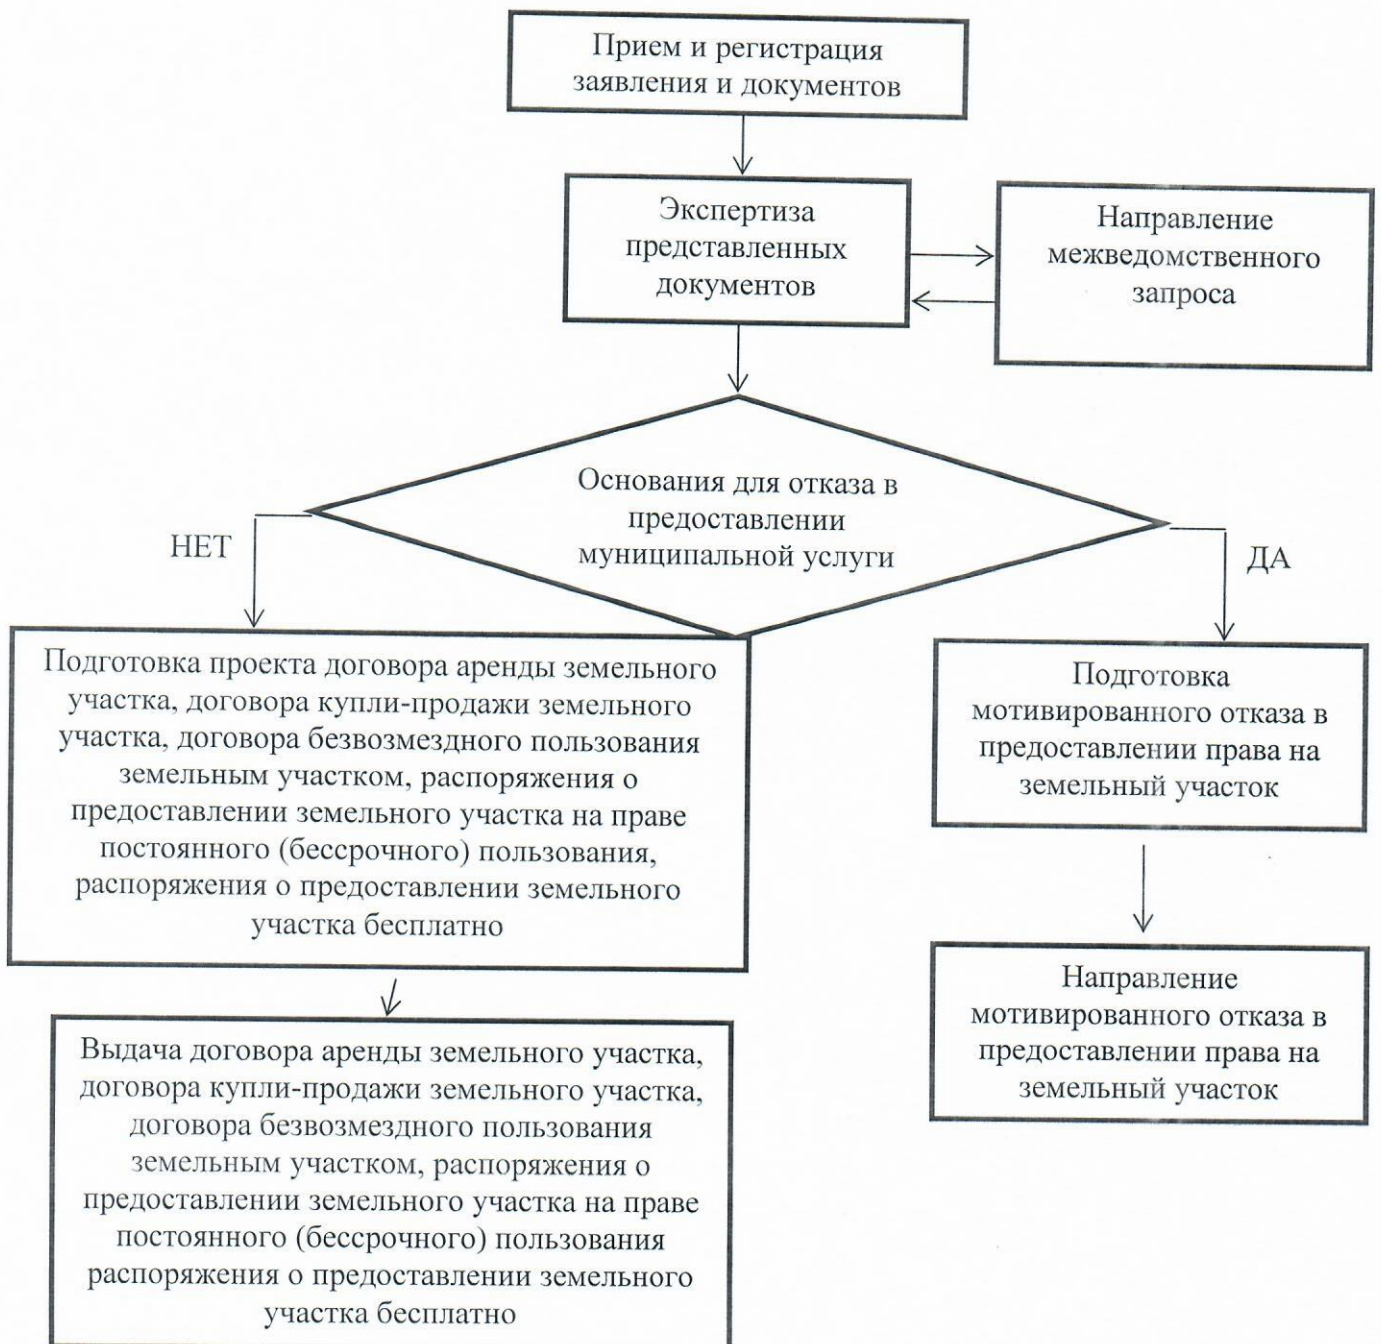 Прием и регистрация
заявления и документов
Экспертиза
представленных
документов
Направление
межведомственного
запроса
Основания для отказа в
предоставлении
муниципальной услуги
НЕТ
ДА
Подготовка проекта договора аренды земельного
участка, договора купли-продажи земельного
участка, договора безвозмездного пользования
земельным участком, распоряжения о
предоставлении земельного участка на праве
постоянного (бессрочного) пользования,
распоряжения о предоставлении земельного
участка бесплатно
Подготовка
мотивированного отказа в
предоставлении права на
земельный участок
Выдача договора аренды земельного участка,
договора купли-продажи земельного участка,
договора безвозмездного пользования
земельным участком, распоряжения о
предоставлении земельного участка на праве
постоянного (бессрочного) пользования
распоряжения о предоставлении земельного
участка бесплатно
Направление
мотивированного отказа в
предоставлении права на
земельный участок